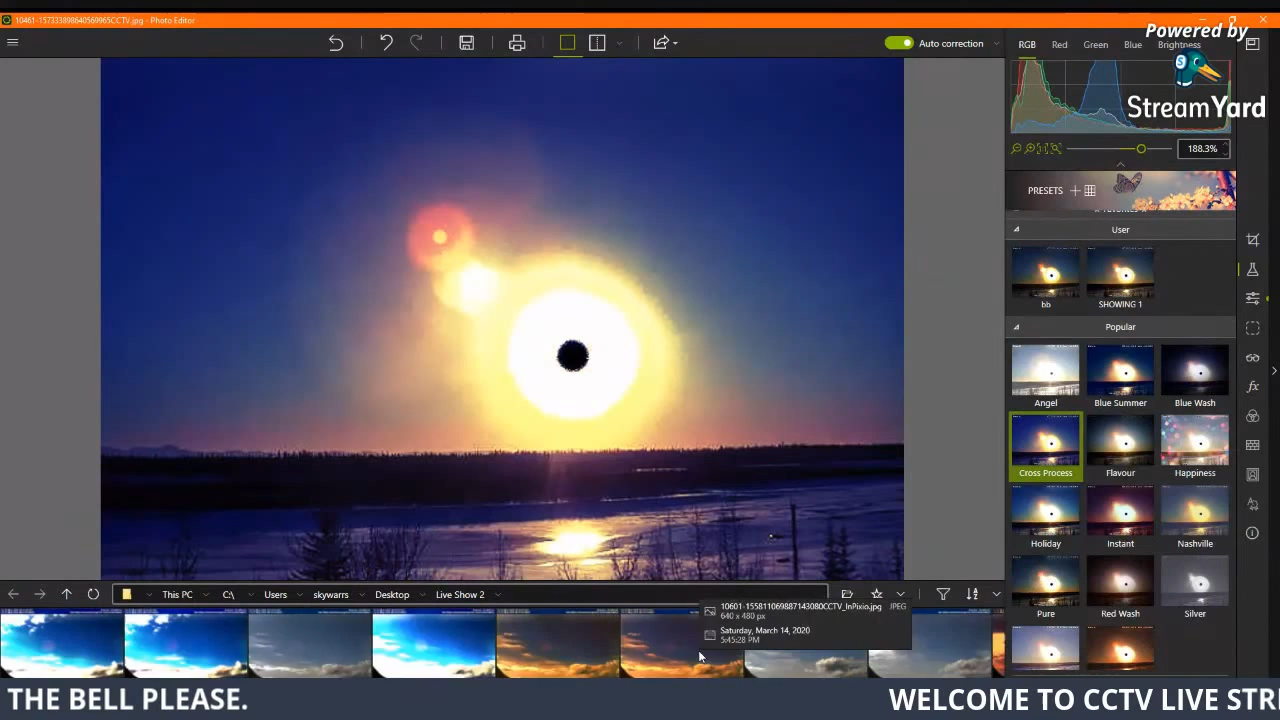 10461-157333898640569965CCTV.jpg - Photo Editor
Powered by
StreamYard
Auto correction
RGB
Red
Green
Blue
Brightness
188.3%
PRESETS
User
bb
SHOWING 1
Popular
Angel
Blue Summer
Blue Wash
Cross Process
Flavour
Happiness
Holiday
Instant
Nashville
Pure
Red Wash
Silver
This PC
C:\
Users
skywarrs
Desktop
Live Show 2
10601-155811069887143080CCTV_InPixio.jpg JPEG
640 x 480 px
Saturday, March 14, 2020
5:45:28 PM
THE BELL PLEASE.
WELCOME TO CCTV LIVE STR